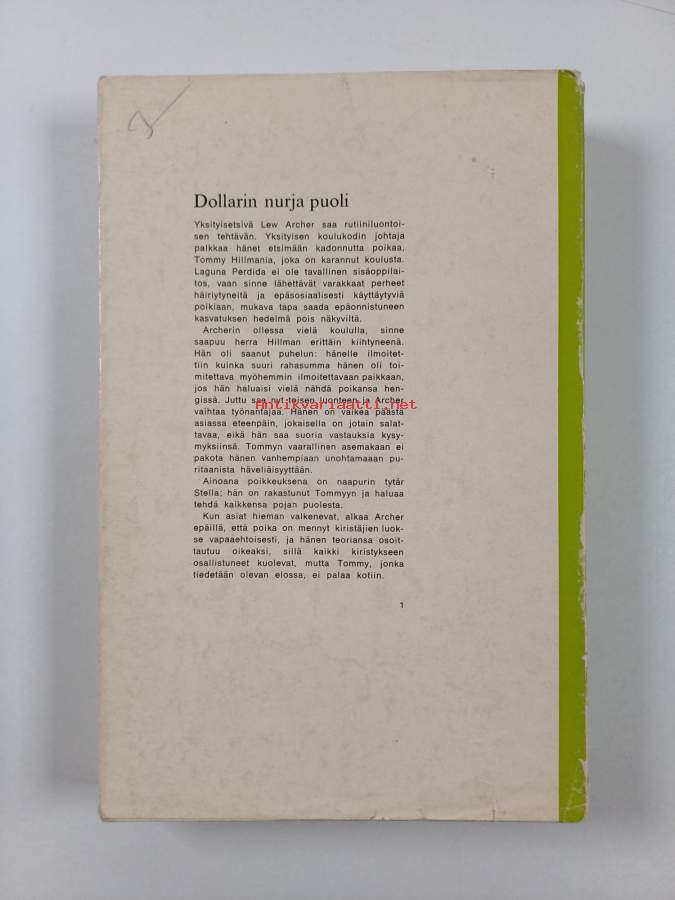 Dollarin nurja puoli
Yksityisetsivä Lew Archer saa rutiiniluontoi-
sen tehtävän. Yksityisen koulukodin johtaja
palkkaa hänet etsimään kadonnutta poikaa,
Tommy Hillmania, joka on karannut koulusta.
Laguna Perdida ei ole tavallinen sisäoppilai-
tos, vaan sinne lähettävät varakkaat perheet
häiriytyneitä ja epäsosiaalisesti käyttäytyviä
poikiaan, mukava tapa saada epäonnistuneen
kasvatuksen hedelmä pois näkyviltä.
Archerin ollessa vielä koululla, sinne
saapuu herra Hillman erittäin kiihtyneenä.
Hän oli saanut puhelun: hänelle ilmoitet-
tiin kuinka suuri rahasumma hänen oli toi-
mitettava myöhemmin ilmoitettavaan paikkaan,
jos hän haluaisi vielä nähdä poikansa hen-
gissä. Juttu saa nyt toisen luonteen ja Archer
Antikvariaatti.net
vaihtaa työnantajaa. Hänen on vaikea päästä
asiassa eteenpäin, jokaisella on jotain salat-
tavaa, eikä hän saa suoria vastauksia kysy-
myksiinsä. Tommyn vaarallinen asemakaan ei
pakota hänen vanhempiaan unohtamaaan pu-
ritaanista häveliäisyyttään.
Ainoana poikkeuksena on naapurin tytär
Stella; hän on rakastunut Tommyyn ja haluaa
tehdä kaikkensa pojan puolesta.
Kun asiat hieman valkenevat, alkaa Archer
epäillä, että poika on mennyt kiristäjien luok-
se vapaaehtoisesti, ja hänen teoriansa osoit-
tautuu oikeaksi, sillä kaikki kiristykseen
osallistuneet kuolevat, mutta Tommy, jonka
tiedetään olevan elossa, ei palaa kotiin.
1